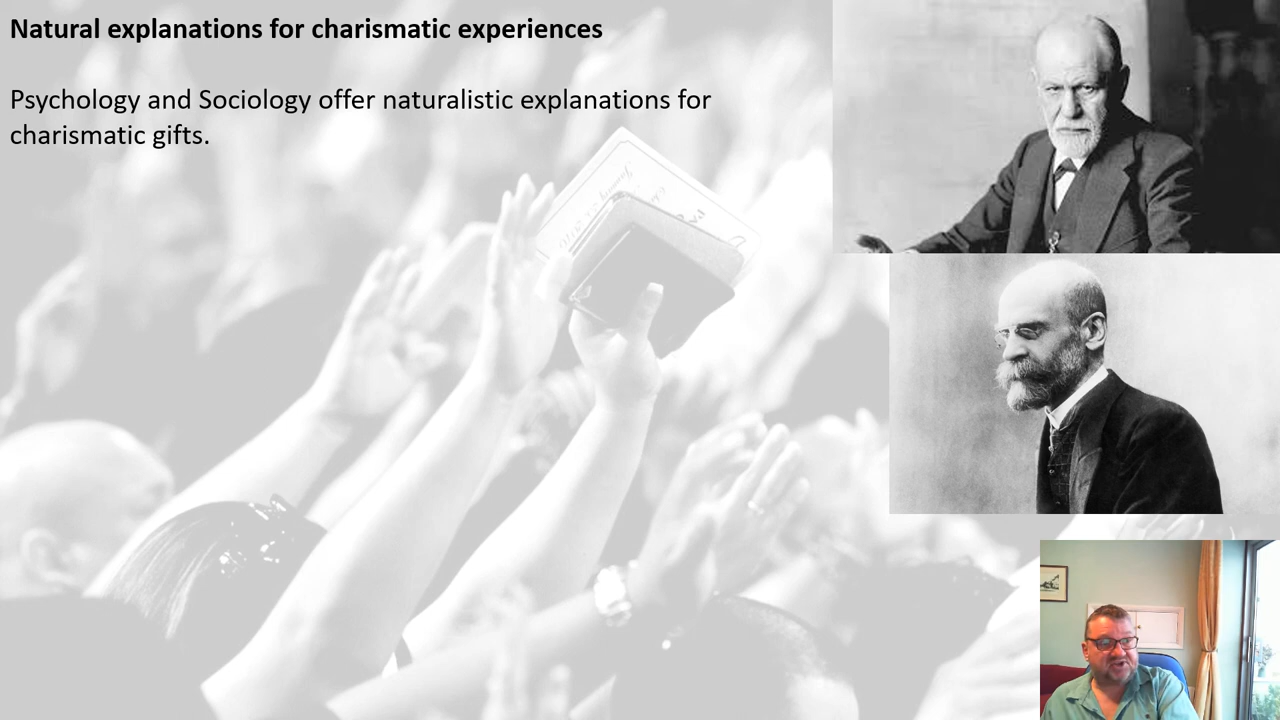 Natural explanations for charismatic experiences
Psychology and Sociology offer naturalistic explanations for
charismatic gifts.